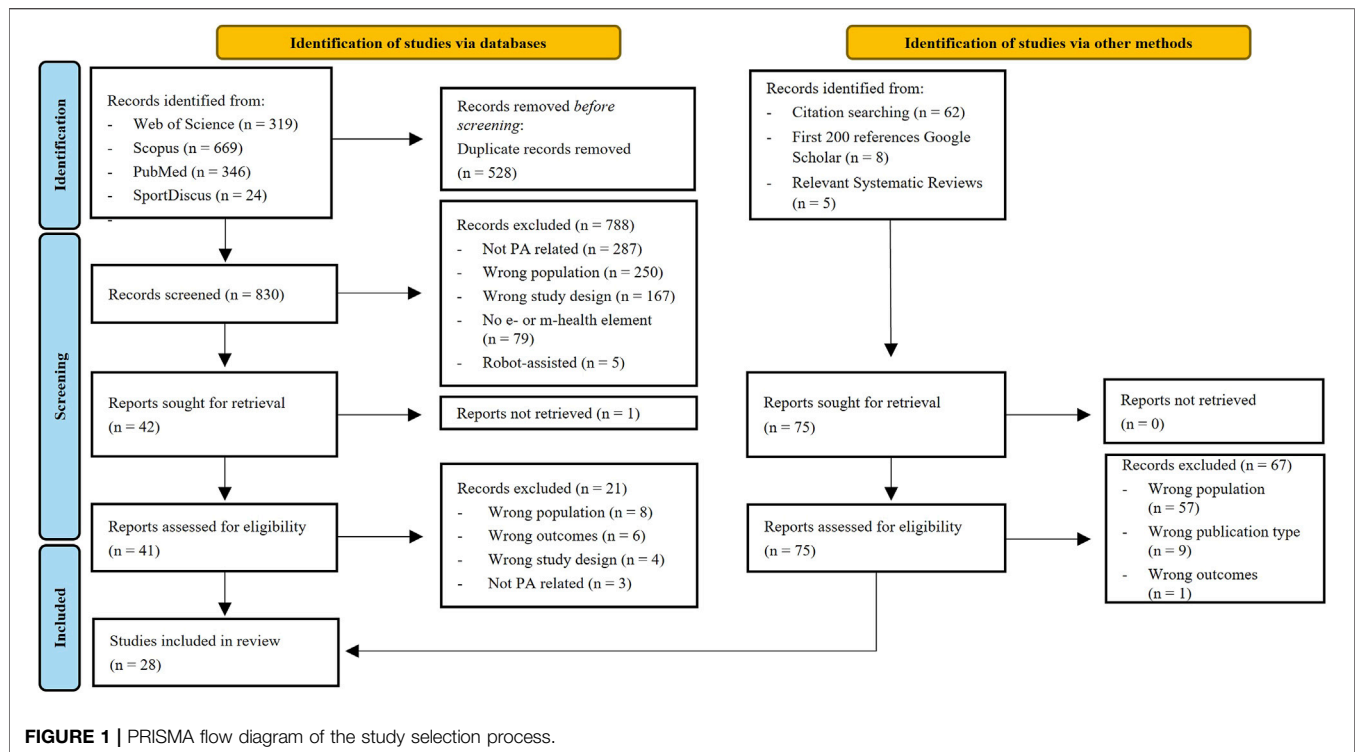 Identification of studies via databases
Identification of studies via other methods
Identification
Records identified from:
- Web of Science (n = 319)
- Scopus (n = 669)
- PubMed (n = 346)
- SportDiscus (n = 24)
-
Records removed before
screening:
Duplicate records removed
(n = 528)
Records identified from:
- Citation searching (n = 62)
- First 200 references Google
Scholar (n = 8)
- Relevant Systematic Reviews
(n = 5)
Screening
Records screened (n = 830)
Records excluded (n = 788)
- Not PA related (n = 287)
- Wrong population (n = 250)
- Wrong study design (n = 167)
- No e- or m-health element
(n = 79)
- Robot-assisted (n = 5)
Reports sought for retrieval
(n = 42)
Reports not retrieved (n = 1)
Reports sought for retrieval
(n = 75)
Reports not retrieved
(n = 0)
Reports assessed for eligibility
(n = 41)
Records excluded (n = 21)
- Wrong population (n = 8)
- Wrong outcomes (n = 6)
- Wrong study design (n = 4)
- Not PA related (n = 3)
Reports assessed for eligibility
(n = 75)
Records excluded (n = 67)
- Wrong population
(n = 57)
- Wrong publication type
(n = 9)
- Wrong outcomes
(n = 1)
Included
Studies included in review
(n = 28)
FIGURE 1 | PRISMA flow diagram of the study selection process.